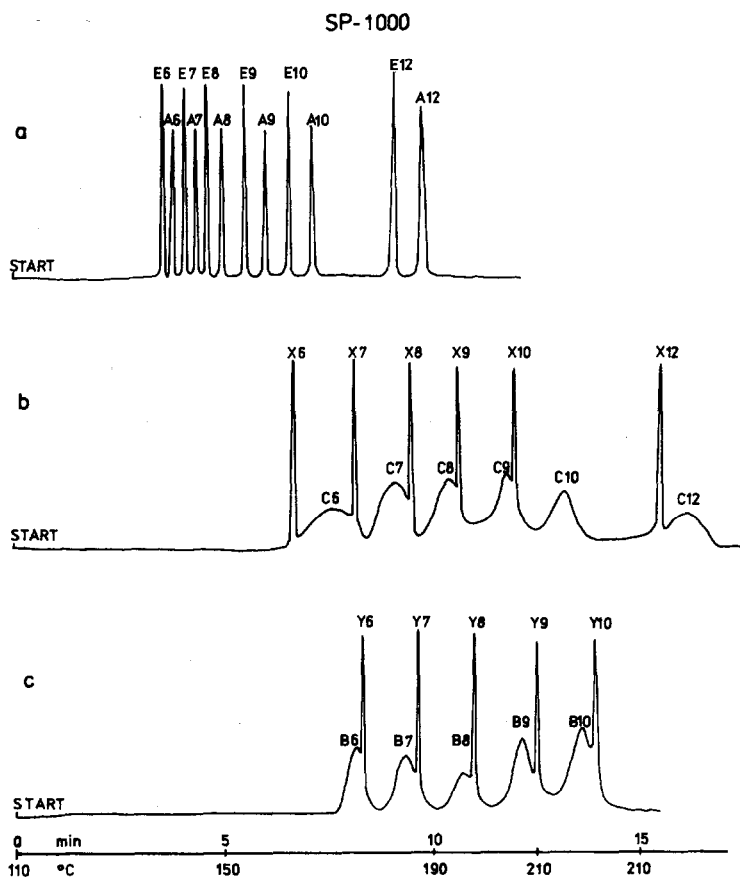 SP-1000
E6 E7 E8 E9 E10 E12
A6 A7 A8 A9 A10 A12
a
START
X6 X7 X8 X9 X10 X12
b
C6 C7 C8 C9 C10 C12
START
Y6 Y7 Y8 Y9 Y10
c
B6 B7 B8 B9 B10
START
0 min 5 10 15
110 °C 150 190 210 210